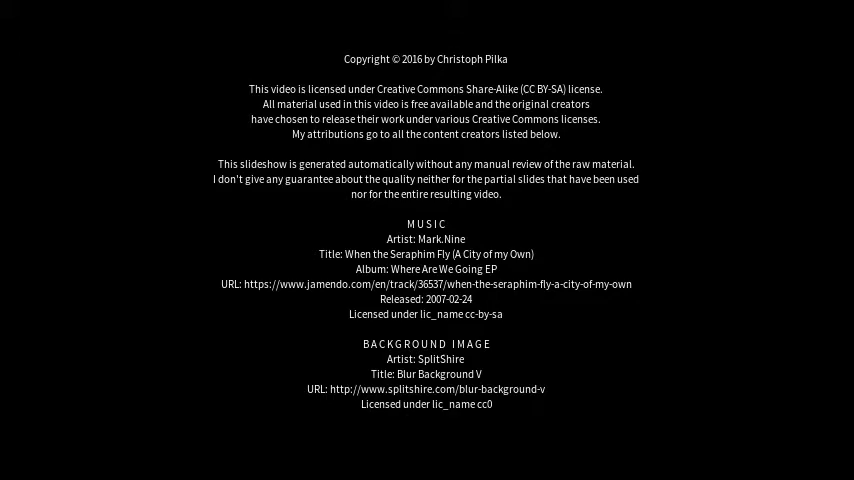 Copyright © 2016 by Christoph Pilka
This video is licensed under Creative Commons Share-Alike (CC BY-SA) license.
All material used in this video is free available and the original creators
have chosen to release their work under various Creative Commons licenses.
My attributions go to all the content creators listed below.
This slideshow is generated automatically without any manual review of the raw material.
I don't give any guarantee about the quality neither for the partial slides that have been used
nor for the entire resulting video.
MUSIC
Artist: Mark.Nine
Title: When the Seraphim Fly (A City of my Own)
Album: Where Are We Going EP
URL: https://www.jamendo.com/en/track/36537/when-the-seraphim-fly-a-city-of-my-own
Released: 2007-02-24
Licensed under lic_name cc-by-sa
BACKGROUND IMAGE
Artist: SplitShire
Title: Blur Background V
URL: http://www.splitshire.com/blur-background-v
Licensed under lic_name cc0